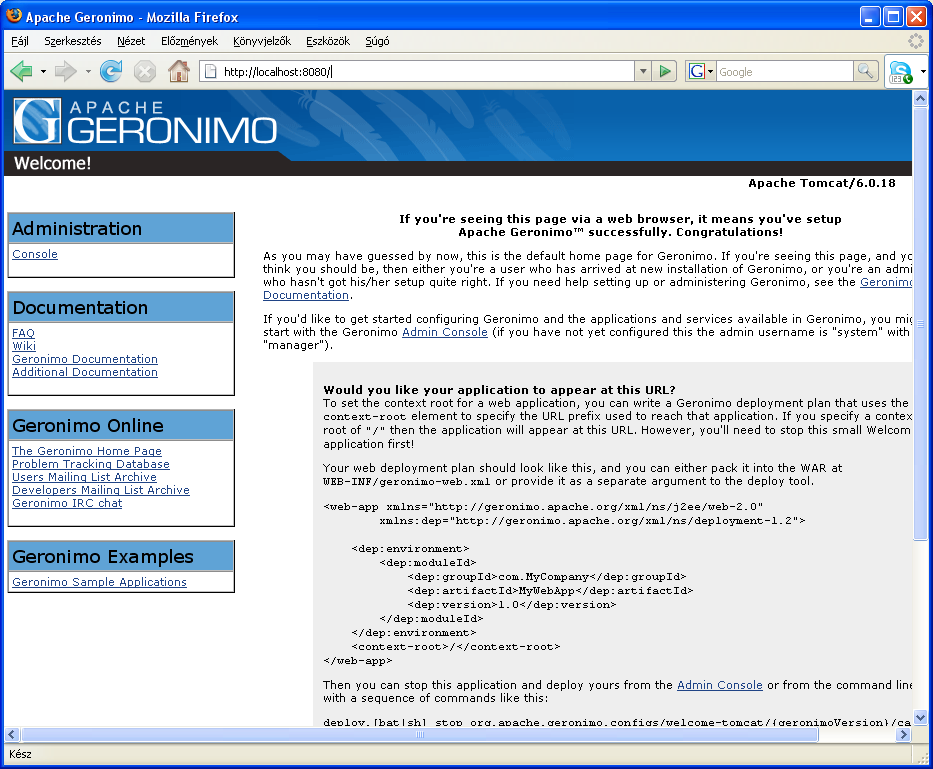 Apache Geronimo - Mozilla Firefox
Fájl Szerkesztés Nézet Előzmények Könyvjelzők Eszközök Súgó
http://localhost:8080/
G Google
123
APACHE
GERONIMO
Welcome!
Apache Tomcat/6.0.18
Administration
Console
Documentation
FAQ
Wiki
Geronimo Documentation
Additional Documentation
Geronimo Online
The Geronimo Home Page
Problem Tracking Database
Users Mailing List Archive
Developers Mailing List Archive
Geronimo IRC chat
Geronimo Examples
Geronimo Sample Applications
If you're seeing this page via a web browser, it means you've setup
Apache Geronimo™ successfully. Congratulations!
As you may have guessed by now, this is the default home page for Geronimo. If you're seeing this page, and
think you should be, then either you're a user who has arrived at new installation of Geronimo, or you're an
who hasn't got his/her setup quite right. If you need help setting up or administering Geronimo, see the Geronimo
Documentation.
If you'd like to get started configuring Geronimo and the applications and services available in Geronimo, you
start with the Geronimo Admin Console (if you have not yet configured this the admin username is "system" with
"manager").
Would you like your application to appear at this URL?
To set the context root for a web application, you can write a Geronimo deployment plan that uses the
context-root element to specify the URL prefix used to reach that application. If you specify a
root of "/" then the application will appear at this URL. However, you'll need to stop this small
application first!
Your web deployment plan should look like this, and you can either pack it into the WAR at
WEB-INF/geronimo-web.xml or provide it as a separate argument to the deploy tool.
<web-app xmlns="http://geronimo.apache.org/xml/ns/j2ee/web-2.0"
xmlns:dep="http://geronimo.apache.org/xml/ns/deployment-1.2">
<dep:environment>
<dep:moduleId>
<dep:groupId>com.MyCompany</dep:groupId>
<dep:artifactId>MyWebApp</dep:artifactId>
<dep:version>1.0</dep:version>
</dep:moduleId>
</dep:environment>
<context-root>/</context-root>
</web-app>
Then you can stop this application and deploy yours from the Admin Console or from the command line
with a sequence of commands like this:
deploy.[bat|sh] stop org.apache.geronimo.configs/welcome-tomcat/{geronimoVersion}/ca
Kész